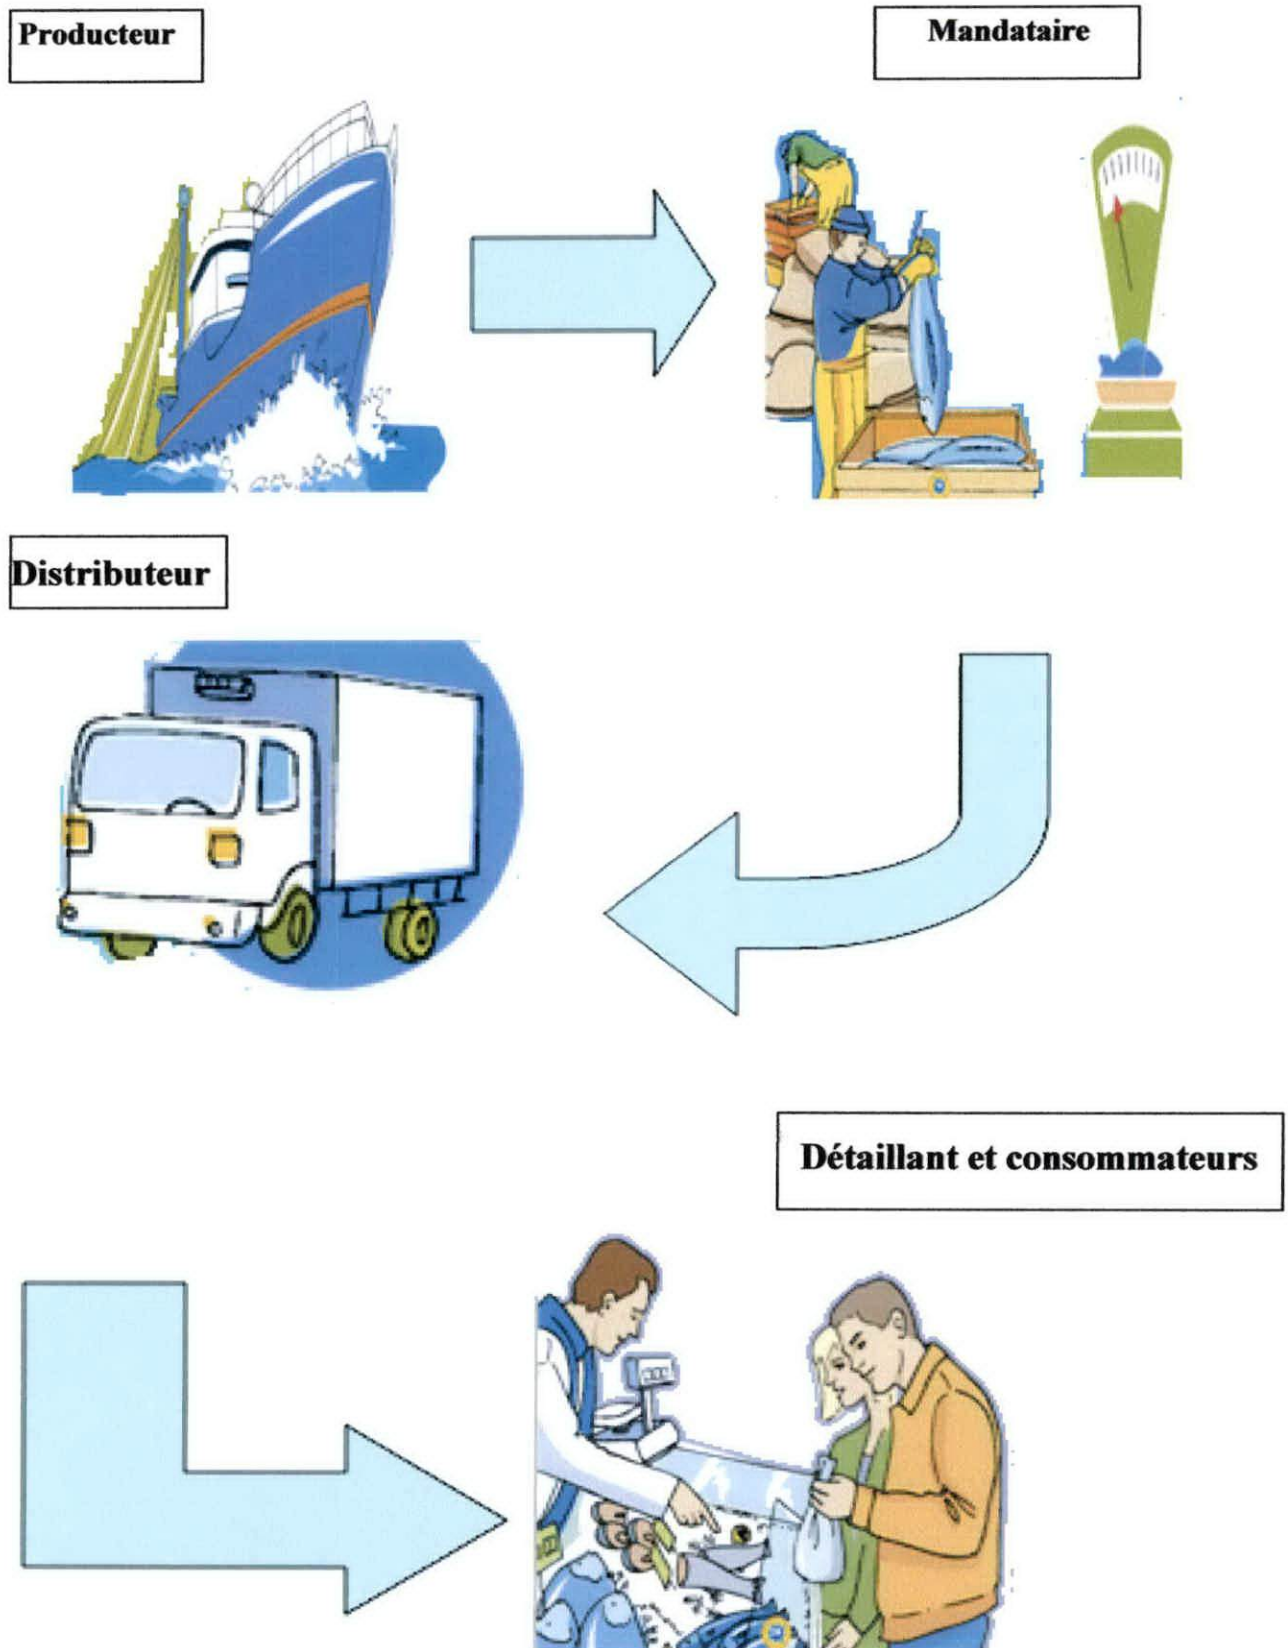 Producteur
Mandataire
Distributeur
Détaillant et consommateurs